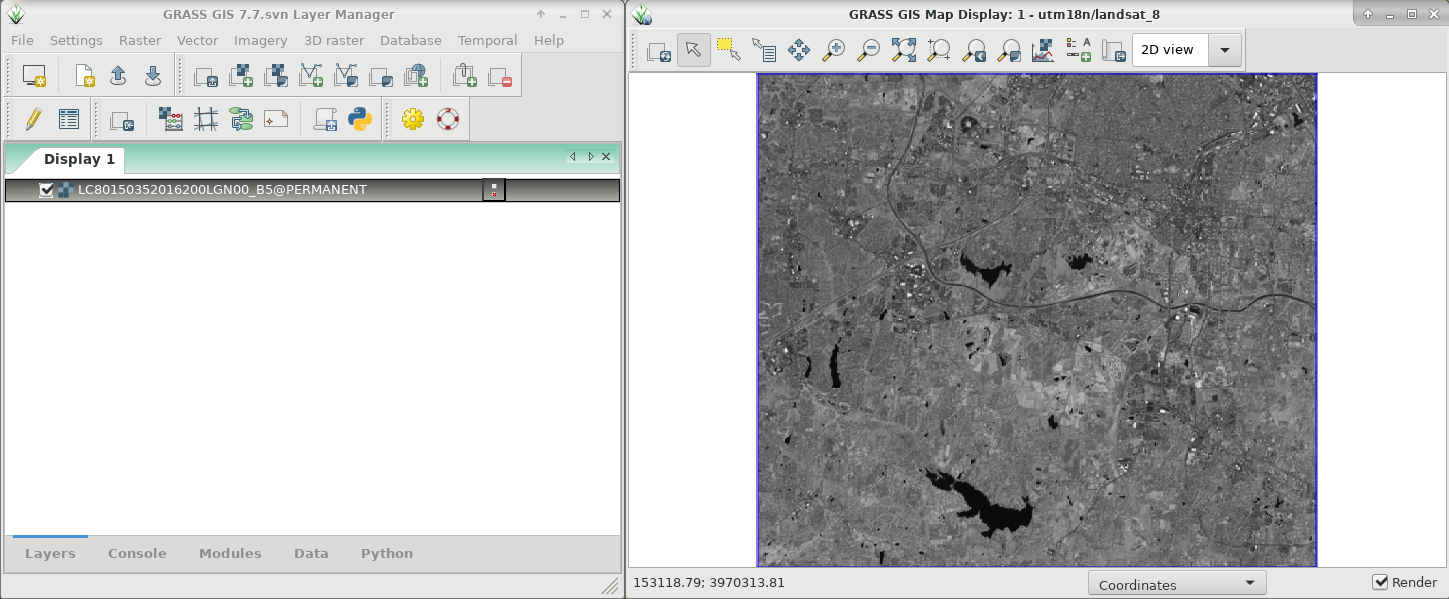 GRASS GIS 7.7.svn Layer Manager
File Settings Raster Vector Imagery 3D raster Database Temporal Help
Display 1
LC80150352016200LGN00_B5@PERMANENT
Layers Console Modules Data Python
GRASS GIS Map Display: 1 - utm18n/landsat_8
2D view
153118.79; 3970313.81
Coordinates
Render